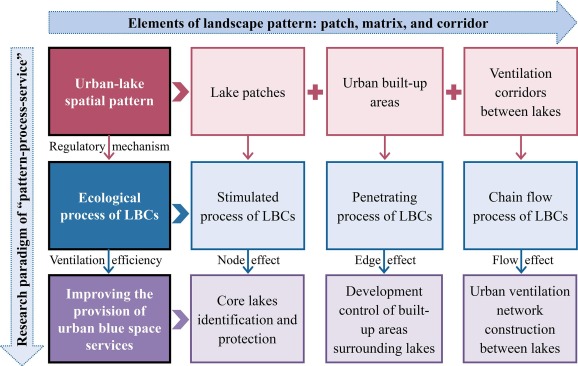 Elements of landscape pattern: patch, matrix, and corridor
Research paradigm of “pattern-process-service”
Urban-lake
spatial pattern
Lake patches
Urban built-up
areas
Ventilation
corridors
between lakes
Regulatory mechanism
Ecological
process of LBCs
Stimulated
process of LBCs
Penetrating
process of LBCs
Chain flow
process of LBCs
Ventilation efficiency
Node effect
Edge effect
Flow effect
Improving the
provision of
urban blue space
services
Core lakes
identification and
protection
Development
control of built-
up areas
surrounding lakes
Urban ventilation
network
construction
between lakes